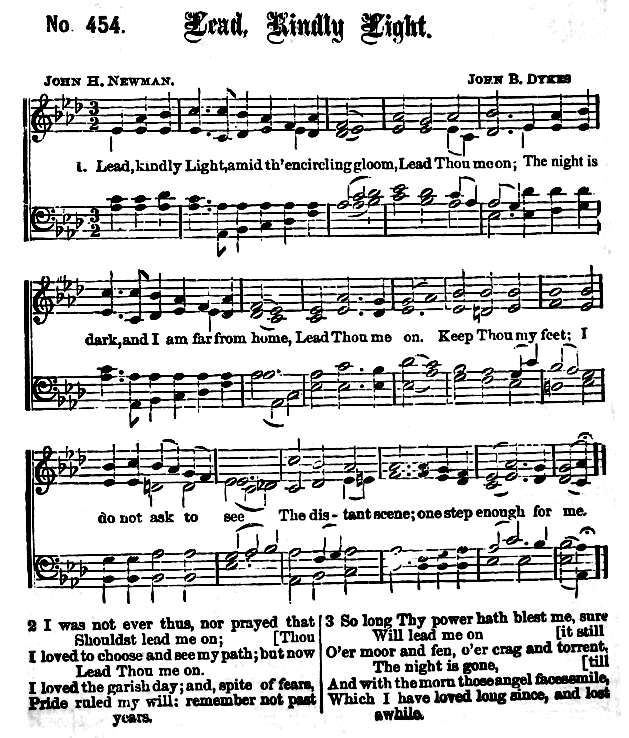 No. 454. Lead, Kindly Light.
JOHN H. NEWMAN. JOHN B. DYKES
1. Lead, kindly Light, amid th' encircling gloom, Lead Thou me on; The night is
dark, and I am far from home, Lead Thou me on. Keep Thou my feet; I
do not ask to see The dis-tant scene; one step enough for me.
2 I was not ever thus, nor prayed that
Shouldst lead me on; [Thou
I loved to choose and see my path; but now
Lead Thou me on.
I loved the garish day; and, spite of fears,
Pride ruled my will: remember not past
years.
3 So long Thy power hath blest me, sure
Will lead me on [it still
O'er moor and fen, o'er crag and torrent,
The night is gone, [till
And with the morn those angel faces smile,
Which I have loved long since, and lost
awhile.